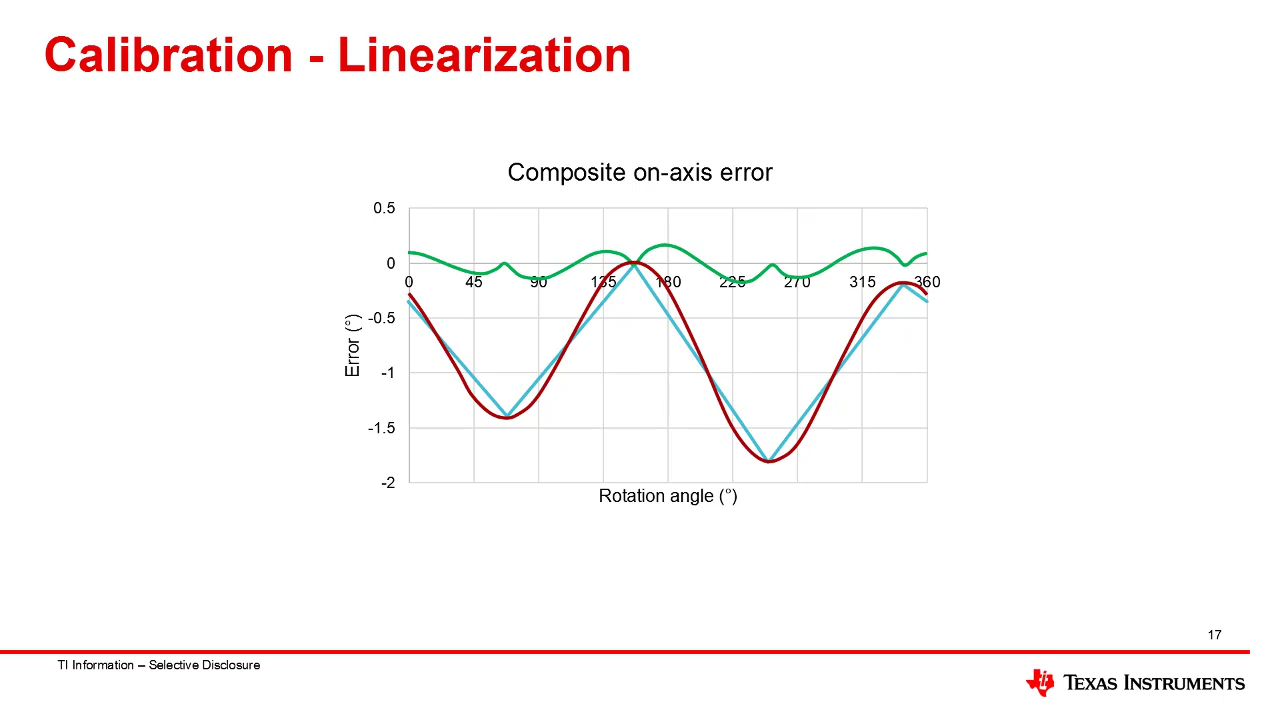 Calibration - Linearization
Composite on-axis error
0.5
0
0 45 90 135 180 225 270 315 360
-0.5
-1
-1.5
-2
Error (°)
Rotation angle (°)
17
TI Information – Selective Disclosure
TEXAS INSTRUMENTS